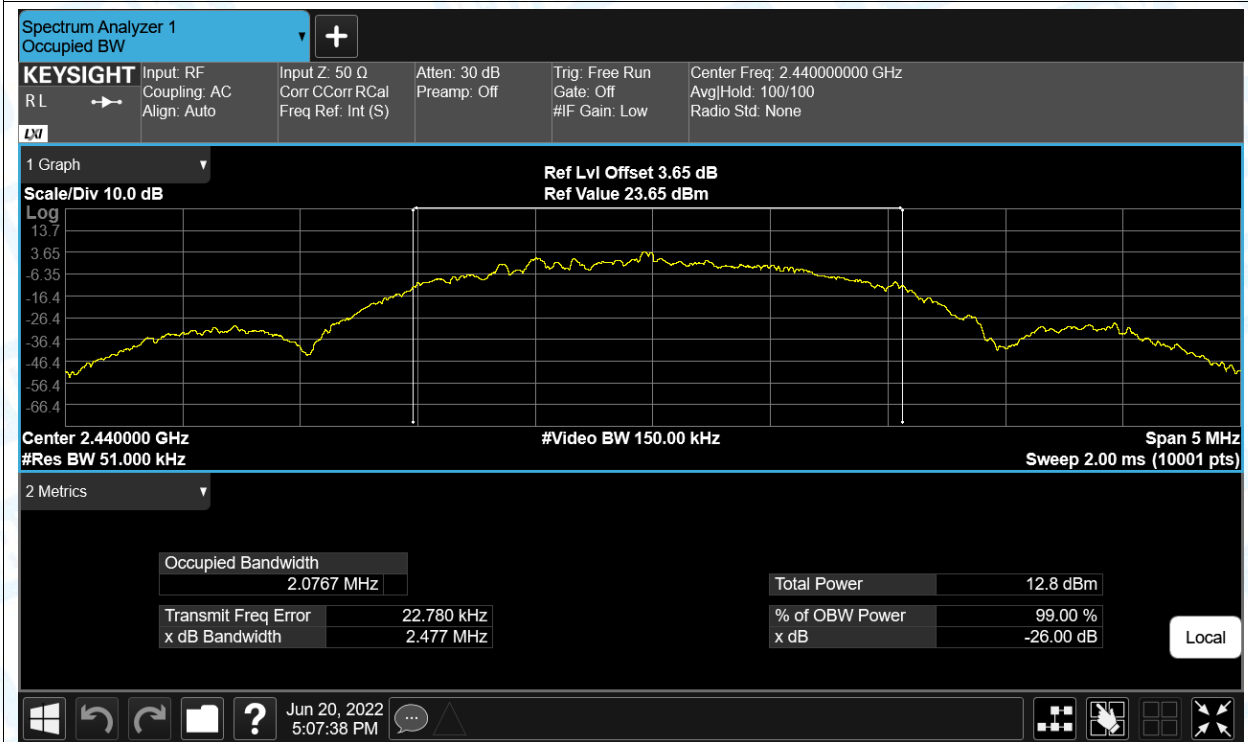 Spectrum Analyzer 1
Occupied BW
KEYSIGHT
R L
LXI
Input: RF
Coupling: AC
Align: Auto
Input Z: 50 Ω
Corr CCorr RCal
Freq Ref: Int (S)
Atten: 30 dB
Preamp: Off
Trig: Free Run
Gate: Off
#IF Gain: Low
Center Freq: 2.440000000 GHz
Avg|Hold: 100/100
Radio Std: None
1 Graph
Scale/Div 10.0 dB
Ref Lvl Offset 3.65 dB
Ref Value 23.65 dBm
Log
13.7
3.65
-6.35
-16.4
-26.4
-36.4
-46.4
-56.4
-66.4
Center 2.440000 GHz
#Video BW 150.00 kHz
Span 5 MHz
#Res BW 51.000 kHz
Sweep 2.00 ms (10001 pts)
2 Metrics
Occupied Bandwidth
2.0767 MHz
Total Power 12.8 dBm
Transmit Freq Error 22.780 kHz
% of OBW Power 99.00 %
x dB Bandwidth 2.477 MHz
x dB -26.00 dB
Local
?
Jun 20, 2022
5:07:38 PM